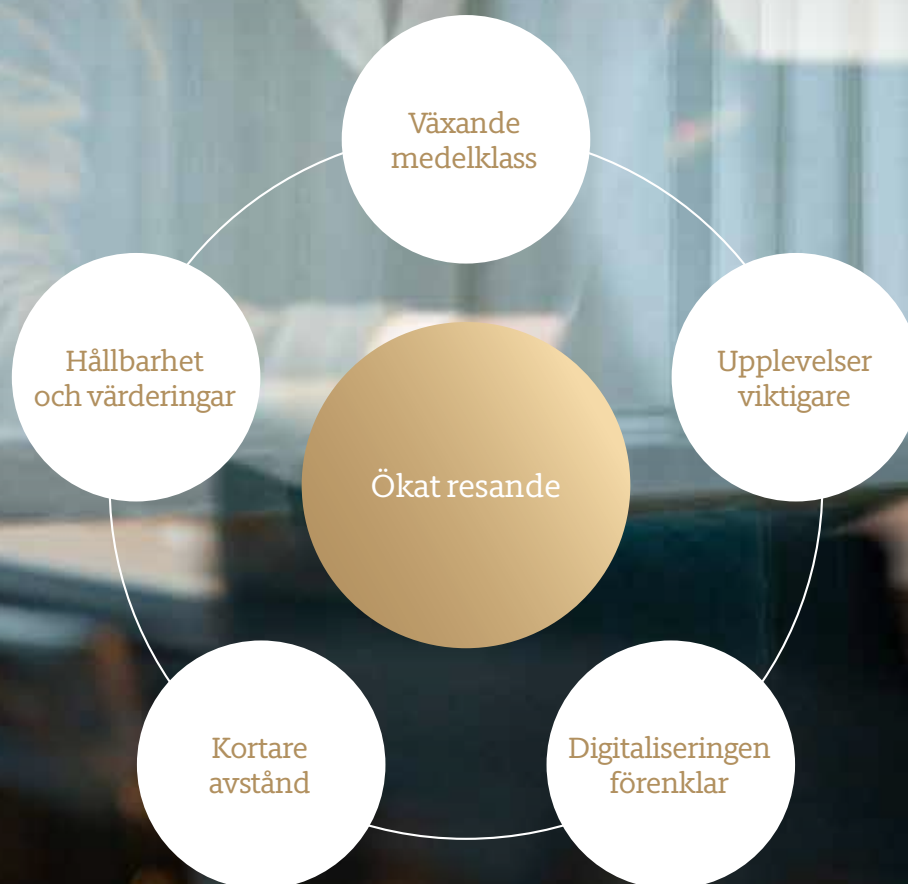 Växande
medelklass
Upplevelser
viktigare
Digitaliseringen
förenklar
Kortare
avstånd
Hållbarhet
och värderingar
Ökat resande